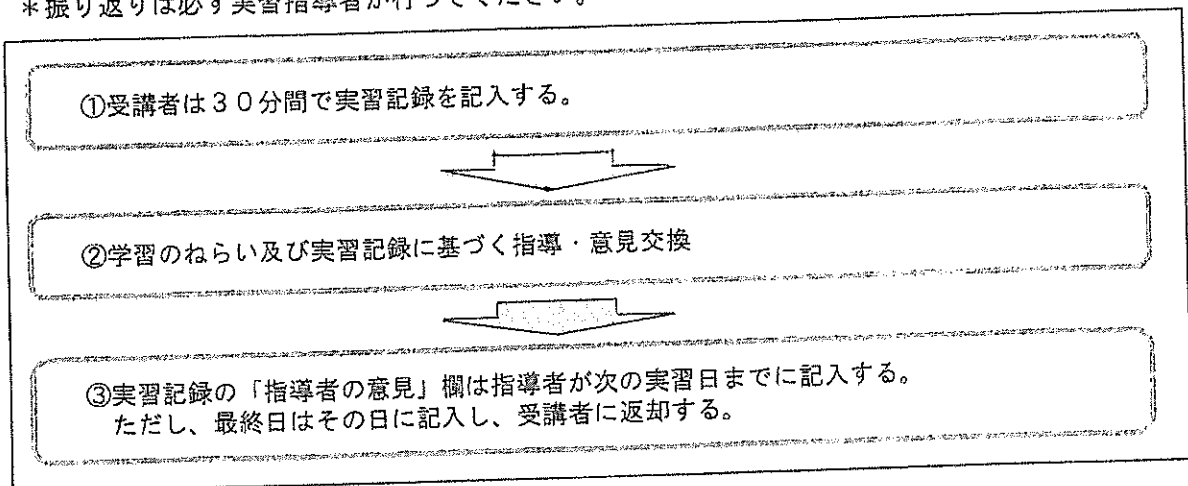 ＊振り返りは必ず実習指導者が行ってください。
①受講者は３０分間で実習記録を記入する。
②学習のねらい及び実習記録に基づく指導・意見交換
③実習記録の「指導者の意見」欄は指導者が次の実習日までに記入する。
ただし、最終日はその日に記入し、受講者に返却する。